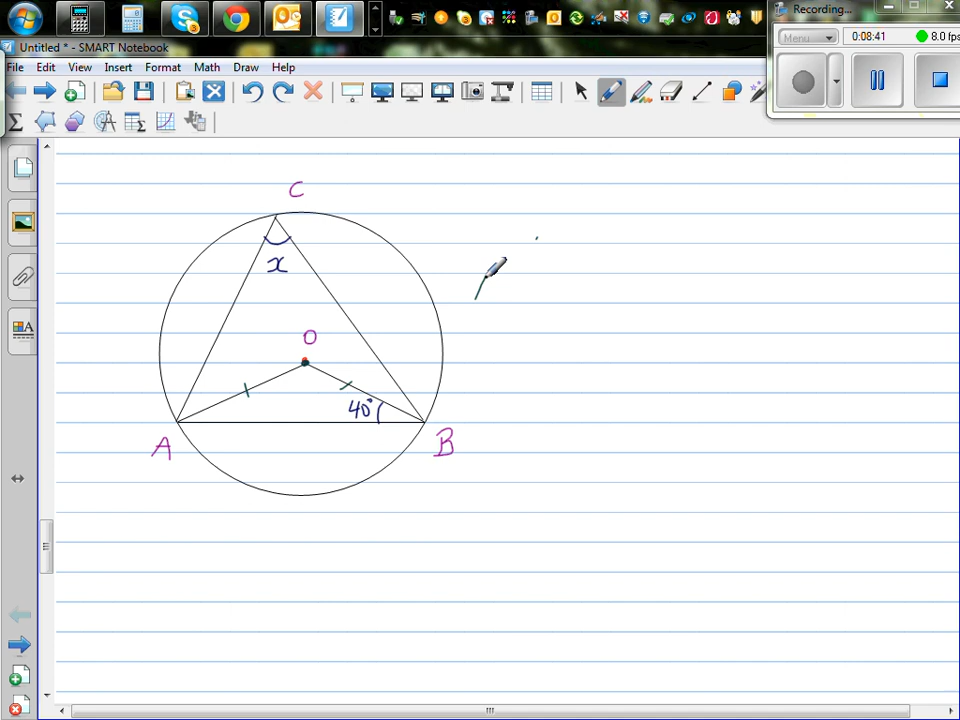 Recording...
Untitled * - SMART Notebook
Menu
0:08:41
8.0 fps
File Edit View Insert Format Math Draw Help
C
x
O
40°
A
B